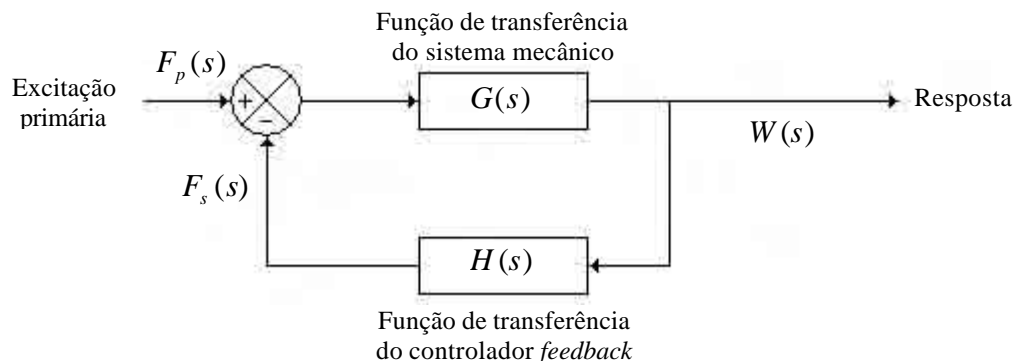 Função de transferência
do sistema mecânico
F_p(s)
Excitação
primária
+
−
G(s)
Resposta
W(s)
F_s(s)
H(s)
Função de transferência
do controlador feedback